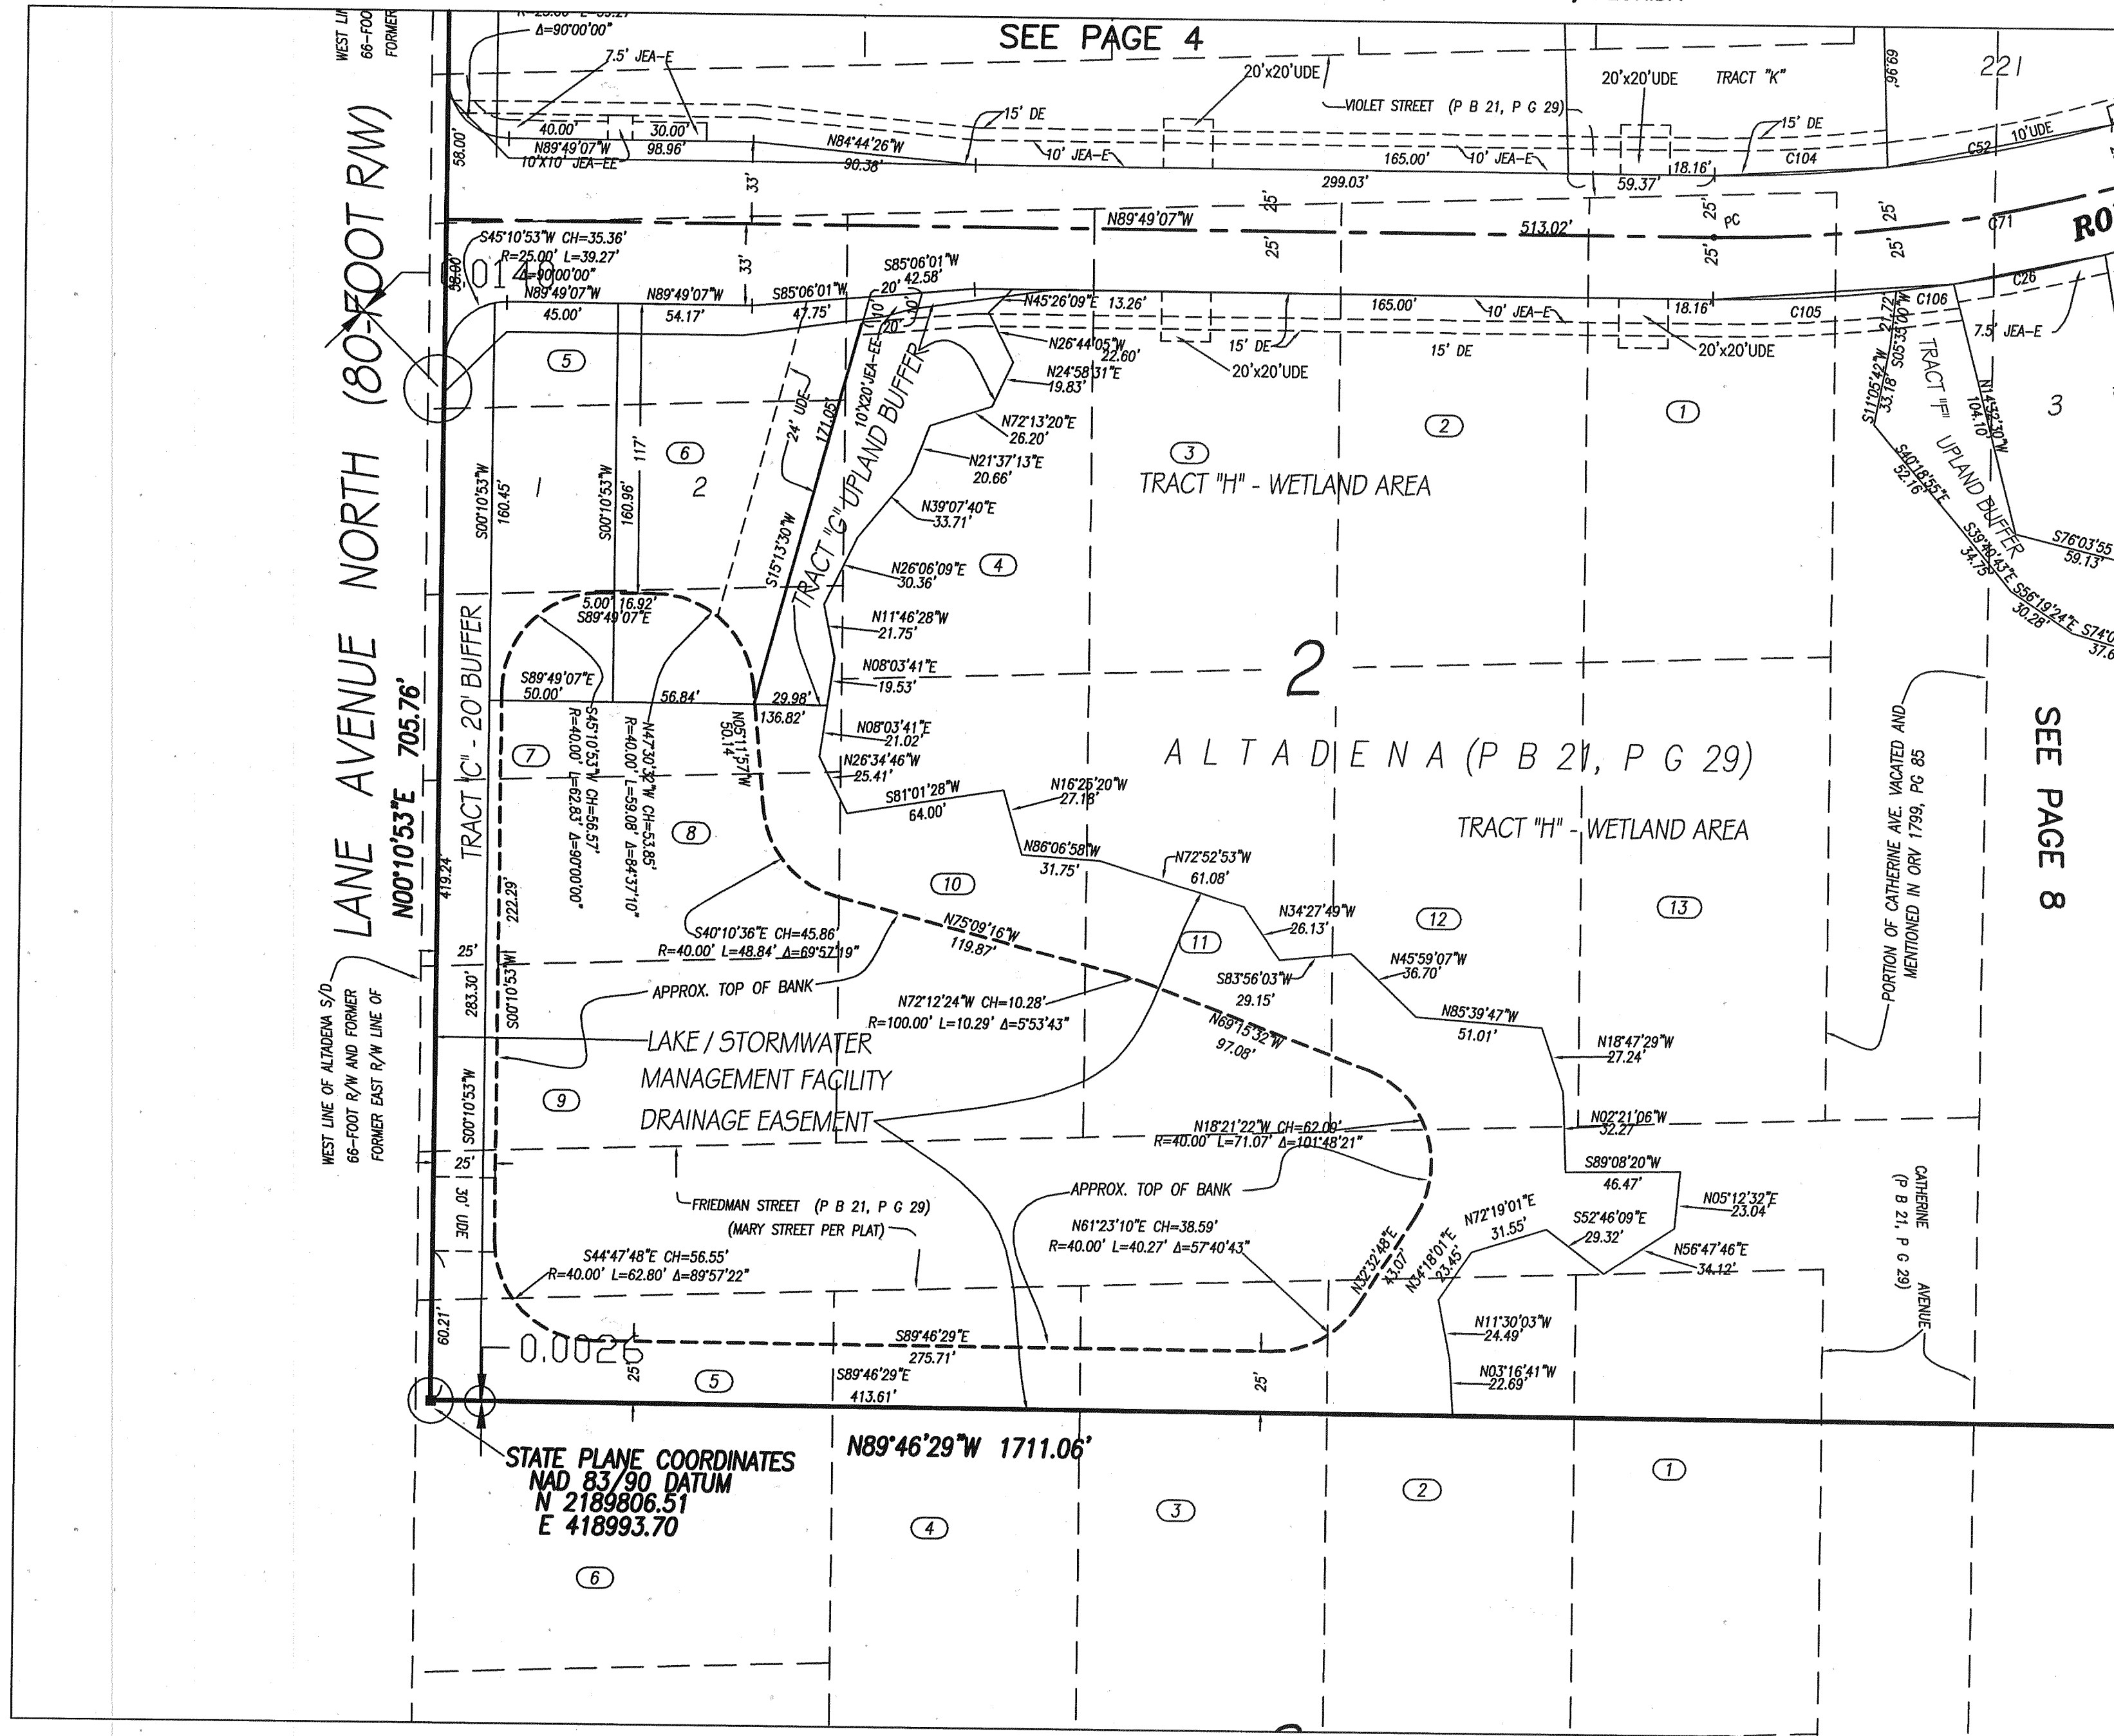 SEE PAGE 4
Δ=90°00'00"
7.5' JEA-E
40.00'
30.00'
N89°49'07"W
98.96'
10'X10' JEA-EE
58.00'
N84°44'26"W
90.38'
15' DE
10' JEA-E
20'x20'UDE
VIOLET STREET (P B 21, P G 29)
20'x20'UDE
TRACT "K"
69.96'
221
15' DE
10'UDE
165.00'
10' JEA-E
18.16'
C104
C52
299.03'
59.37'
33'
25'
25'
25'
N89°49'07"W
513.02'
PC
C71
33'
25'
25'
25'
S45°10'53"W CH=35.36'
R=25.00' L=39.27'
Δ=90°00'00"
58.00'
N89°49'07"W
45.00'
N89°49'07"W
54.17'
S85°06'01"W
47.75'
S85°06'01"W
42.58'
20'
10'
10'
20'
N45°26'09"E 13.26'
165.00'
10' JEA-E
18.16'
C105
C106
C26
7.5' JEA-E
N26°44'05"W
22.60'
15' DE
15' DE
20'x20'UDE
20'x20'UDE
N24°58'31"E
19.83'
N72°13'20"E
26.20'
N21°37'13"E
20.66'
N39°07'40"E
33.71'
N26°06'09"E
30.36'
N11°46'28"W
21.75'
N08°03'41"E
19.53'
N08°03'41"E
21.02'
N26°34'46"W
25.41'
LANE AVENUE NORTH (80-FOOT R/W)
N00°10'53"E 705.76'
5
6
1
2
117'
S00°10'53"W
160.45'
S00°10'53"W
160.96'
24' UDE
171.05'
S15°13'30"W
10'X20'JEA-EE
TRACT "G" UPLAND BUFFER
3
2
1
TRACT "H" - WETLAND AREA
4
S11°05'42"W
33.18'
21.72'
S05°35'00"W
TRACT "F" UPLAND BUFFER
N14°32'30"W
104.10'
3
S40°18'55"E
52.16'
S39°40'43"E
34.75'
S76°03'55
59.13'
S56°19'24"E
30.28'
5.00'
16.92'
S89°49'07"E
S89°49'07"E
50.00'
56.84'
29.98'
136.82'
TRACT "C" - 20' BUFFER
S45°10'53"W CH=56.57'
R=40.00' L=62.83' Δ=90°00'00"
N47°30'32"W CH=53.85'
R=40.00' L=59.08' Δ=84°37'10"
N05°11'57"W
50.14'
2
7
8
S81°01'28"W
64.00'
N16°25'20"W
27.18'
ALTADENA (P B 21, P G 29)
TRACT "H" - WETLAND AREA
PORTION OF CATHERINE AVE. VACATED AND
MENTIONED IN ORV 1799, PG 85
SEE PAGE 8
N86°06'58"W
31.75'
N72°52'53"W
61.08'
10
11
12
13
N34°27'49"W
26.13'
S83°56'03"W
29.15'
N45°59'07"W
36.70'
N85°39'47"W
51.01'
N18°47'29"W
27.24'
N02°21'06"W
32.27'
419.24'
222.29'
25'
283.30'
S00°10'53"W
S40°10'36"E CH=45.86'
R=40.00' L=48.84' Δ=69°57'19"
N75°09'16"W
119.87'
APPROX. TOP OF BANK
N72°12'24"W CH=10.28'
R=100.00' L=10.29' Δ=5°53'43"
N69°15'32"W
97.08'
WEST LINE OF ALTADENA S/D
66-FOOT R/W AND FORMER
FORMER EAST R/W LINE OF
LAKE / STORMWATER
MANAGEMENT FACILITY
DRAINAGE EASEMENT
9
S00°10'53"W
25'
30' UDE
N18°21'22"W CH=62.09'
R=40.00' L=71.07' Δ=101°48'21"
S89°08'20"W
46.47'
N05°12'32"E
23.04'
APPROX. TOP OF BANK
FRIEDMAN STREET (P B 21, P G 29)
(MARY STREET PER PLAT)
N61°23'10"E CH=38.59'
R=40.00' L=40.27' Δ=57°40'43"
N72°19'01"E
31.55'
S52°46'09"E
29.32'
N56°47'46"E
34.12'
N32°32'48"E
43.07'
N34°18'01"E
23.45'
CATHERINE AVENUE
(P B 21, P G 29)
S44°47'48"E CH=56.55'
R=40.00' L=62.80' Δ=89°57'22"
60.21'
N11°30'03"W
24.49'
N03°16'41"W
22.69'
0.0026
S89°46'29"E
275.71'
25'
5
S89°46'29"E
413.61'
25'
STATE PLANE COORDINATES
NAD 83/90 DATUM
N 2189806.51
E 418993.70
N89°46'29"W 1711.06'
6
4
3
2
1